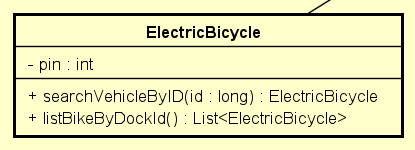 ElectricBicycle
- pin : int
+ searchVehicleByID(id : long) : ElectricBicycle
+ listBikeByDockId() : List<ElectricBicycle>